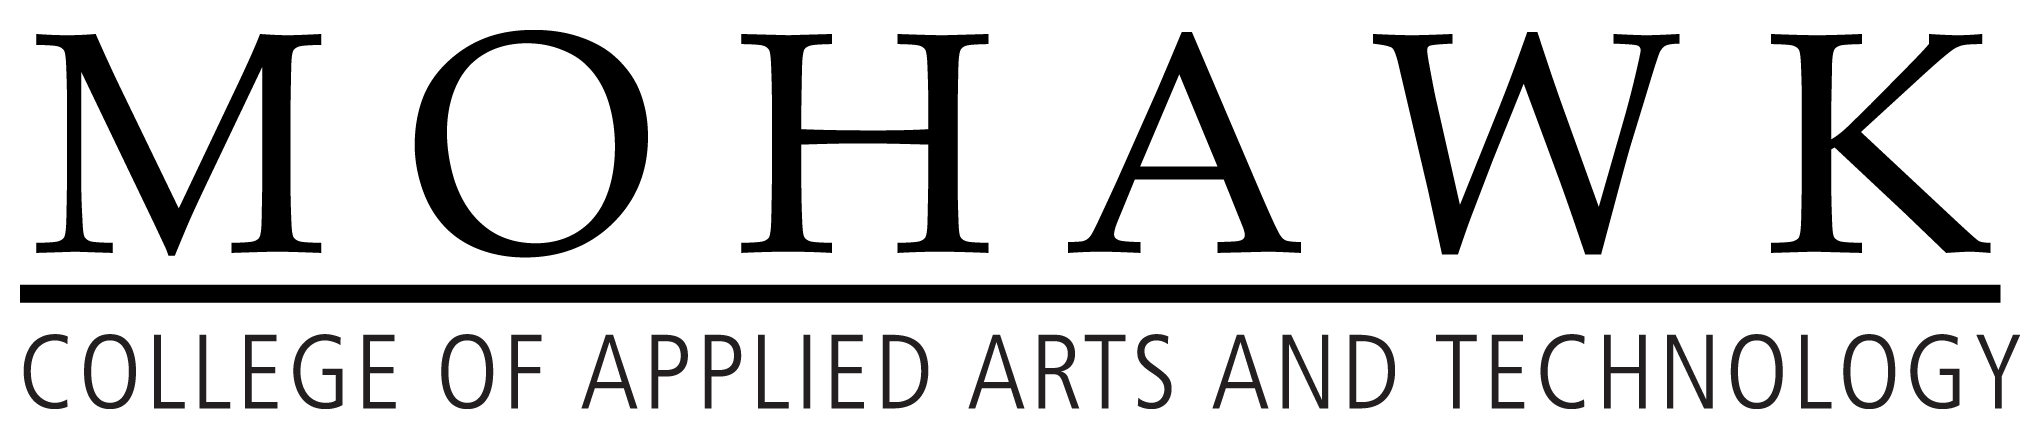 MOHAWK
COLLEGE OF APPLIED ARTS AND TECHNOLOGY